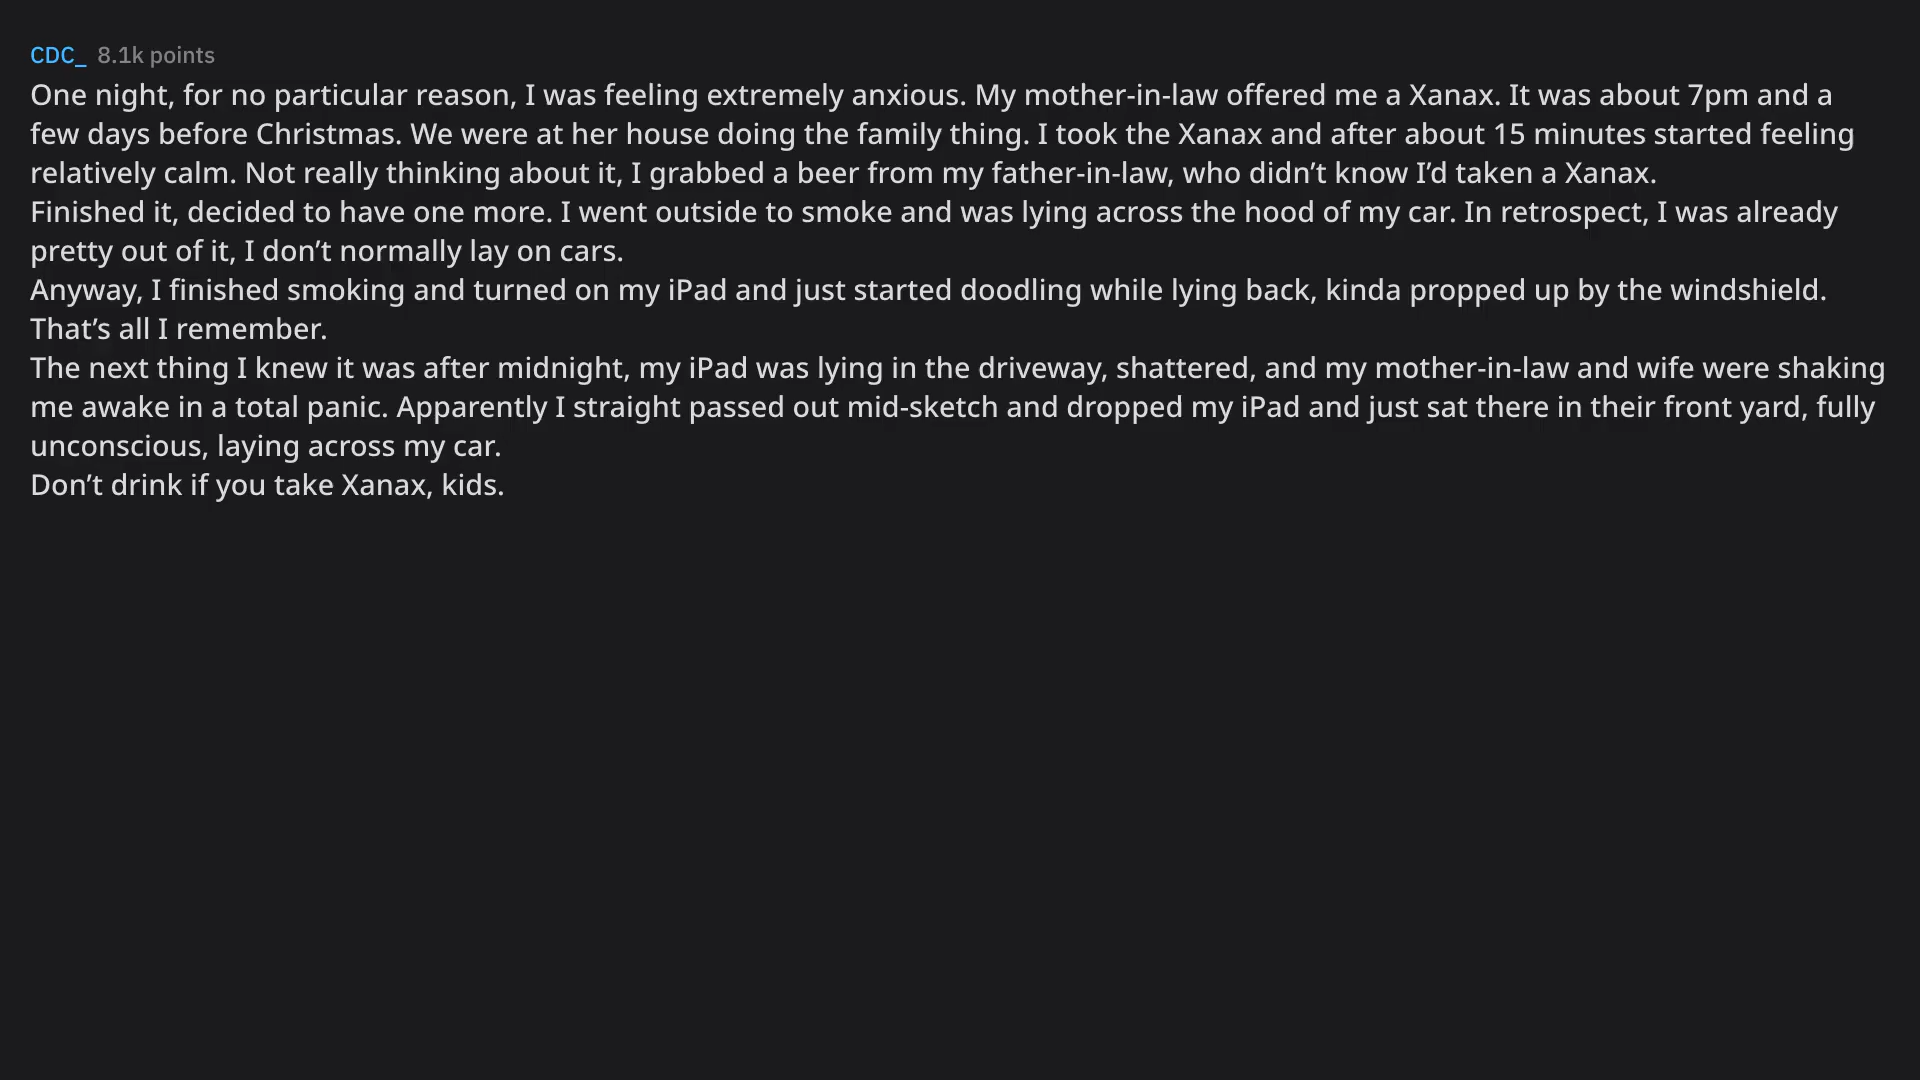 CDC_ 8.1k points
One night, for no particular reason, I was feeling extremely anxious. My mother-in-law offered me a Xanax. It was about 7pm and a
few days before Christmas. We were at her house doing the family thing. I took the Xanax and after about 15 minutes started feeling
relatively calm. Not really thinking about it, I grabbed a beer from my father-in-law, who didn’t know I’d taken a Xanax.
Finished it, decided to have one more. I went outside to smoke and was lying across the hood of my car. In retrospect, I was already
pretty out of it, I don’t normally lay on cars.
Anyway, I finished smoking and turned on my iPad and just started doodling while lying back, kinda propped up by the windshield.
That’s all I remember.
The next thing I knew it was after midnight, my iPad was lying in the driveway, shattered, and my mother-in-law and wife were shaking
me awake in a total panic. Apparently I straight passed out mid-sketch and dropped my iPad and just sat there in their front yard, fully
unconscious, laying across my car.
Don’t drink if you take Xanax, kids.